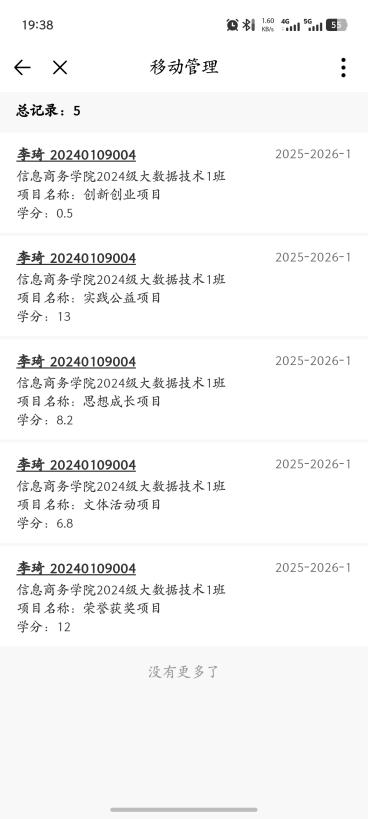 19:38
1.60 KB/s 4G 5G 55
移动管理
总记录：5
李琦 20240109004 2025-2026-1
信息商务学院2024级大数据技术1班
项目名称：创新创业项目
学分：0.5
李琦 20240109004 2025-2026-1
信息商务学院2024级大数据技术1班
项目名称：实践公益项目
学分：13
李琦 20240109004 2025-2026-1
信息商务学院2024级大数据技术1班
项目名称：思想成长项目
学分：8.2
李琦 20240109004 2025-2026-1
信息商务学院2024级大数据技术1班
项目名称：文体活动项目
学分：6.8
李琦 20240109004 2025-2026-1
信息商务学院2024级大数据技术1班
项目名称：荣誉获奖项目
学分：12
没有更多了